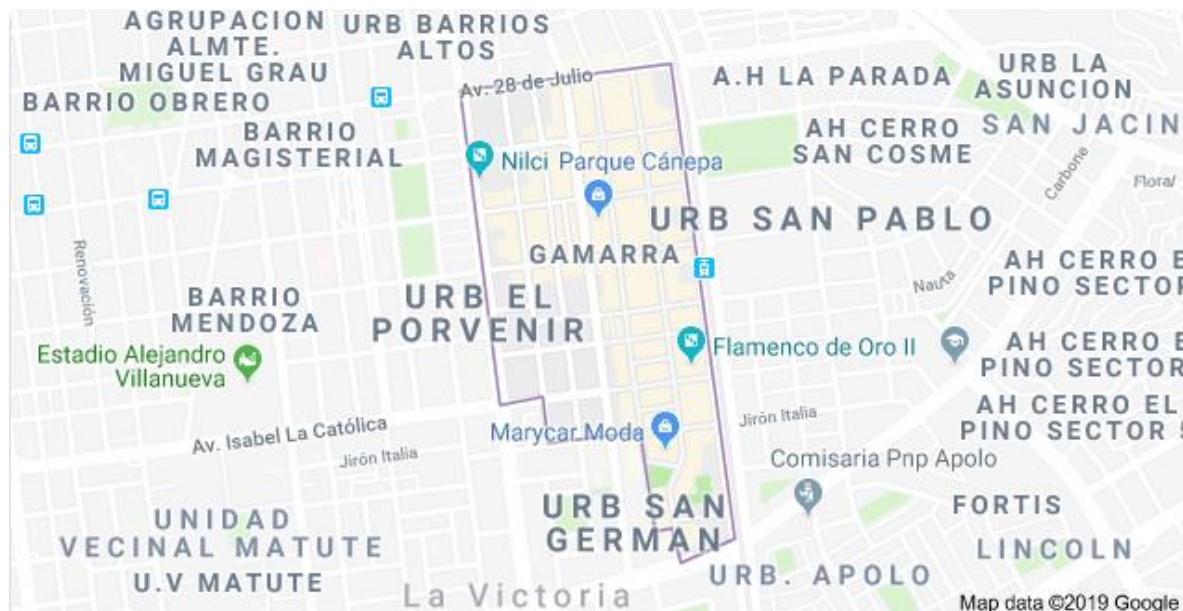 AGRUPACION
ALMTE.
MIGUEL GRAU
URB BARRIOS
ALTOS
BARRIO OBRERO
BARRIO
MAGISTERIAL
Av. 28 de Julio
A.H LA PARADA
URB LA
ASUNCION
AH CERRO
SAN COSME
SAN JACIN
Carbone
Flora/
Nilci
Parque Cánepa
URB SAN PABLO
GAMARRA
Renovación
BARRIO
MENDOZA
URB EL
PORVENIR
Nauta
AH CERRO E
PINO SECTOR
Estadio Alejandro
Villanueva
Flamenco de Oro II
AH CERRO E
PINO SECTOR
Av. Isabel La Católica
Jirón Italia
Marycar Moda
Jirón Italia
AH CERRO EL
PINO SECTOR 5
Comisaria Pnp Apolo
UNIDAD
VECINAL MATUTE
U.V MATUTE
URB SAN
GERMAN
FORTIS
LINCOLN
La Victoria
URB. APOLO
Map data ©2019 Google